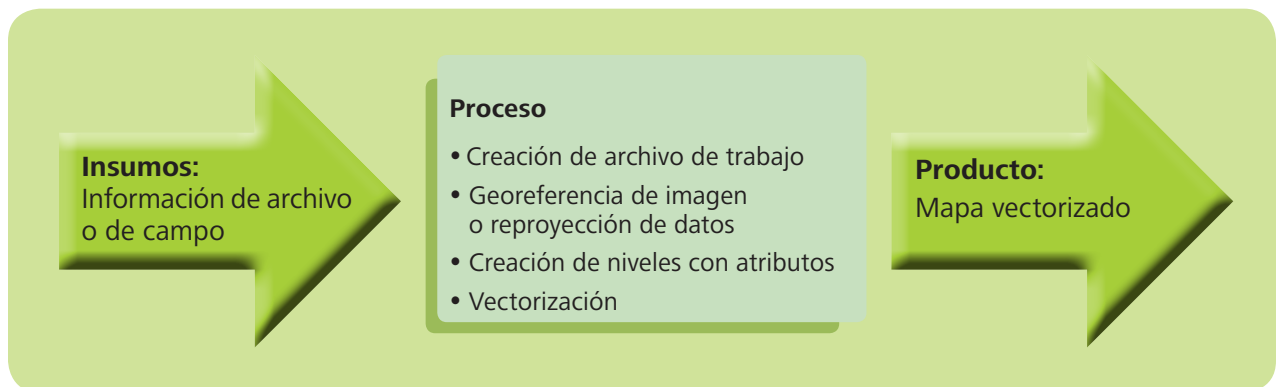 Insumos:
Información de archivo
o de campo
Proceso
• Creación de archivo de trabajo
• Georeferencia de imagen
o reproyección de datos
• Creación de niveles con atributos
• Vectorización
Producto:
Mapa vectorizado